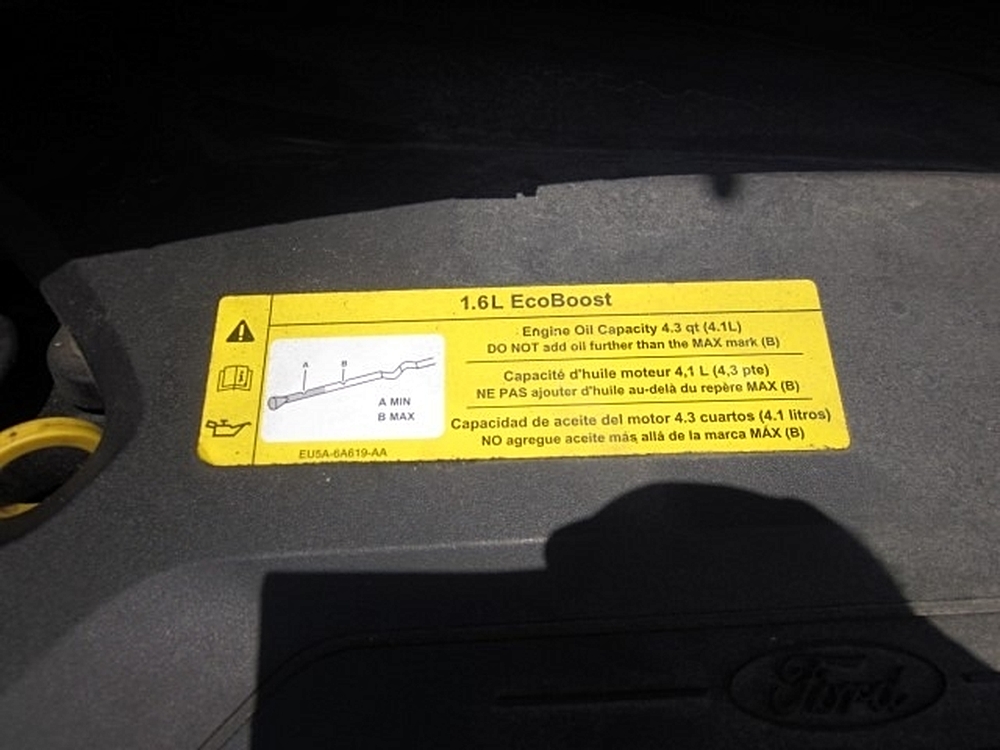 1.6L EcoBoost
Engine Oil Capacity 4.3 qt (4.1L)
DO NOT add oil further than the MAX mark (B)
A B
A MIN
B MAX
Capacité d'huile moteur 4,1 L (4,3 pte)
NE PAS ajouter d'huile au-delà du repère MAX (B)
Capacidad de aceite del motor 4.3 cuartos (4.1 litros)
NO agregue aceite más allá de la marca MÁX (B)
EU5A-6A619-AA
Ford